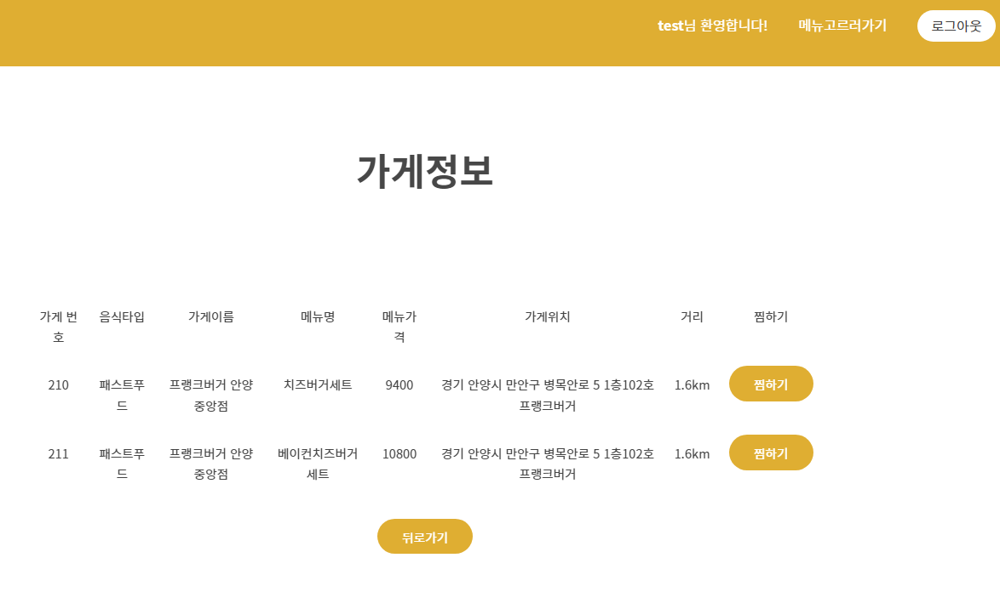 test님 환영합니다! 메뉴고르러가기 로그아웃
가게정보
가게 번 음식타입 가게이름 메뉴명 메뉴가 가게위치 거리 찜하기
호 격
210 패스트푸 프랭크버거 안양 치즈버거세트 9400 경기 안양시 만안구 병목안로 5 1층102호 1.6km 찜하기
드 중앙점 프랭크버거
211 패스트푸 프랭크버거 안양 베이컨치즈버거 10800 경기 안양시 만안구 병목안로 5 1층102호 1.6km 찜하기
드 중앙점 세트 프랭크버거
뒤로가기